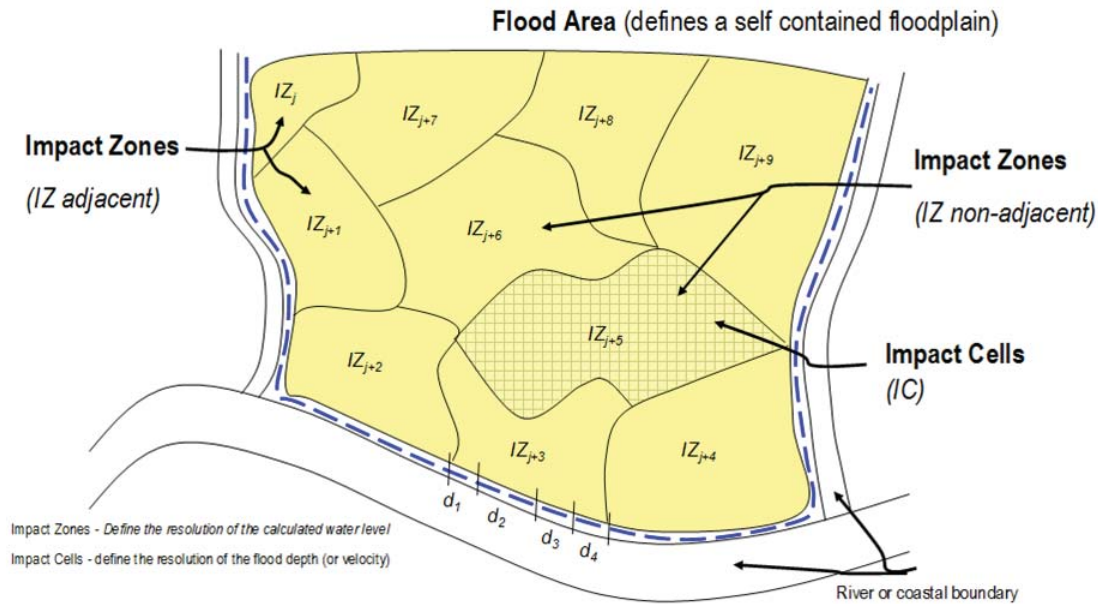 Flood Area (defines a self contained floodplain)
IZj
IZj+7
IZj+8
IZj+9
Impact Zones
(IZ adjacent)
Impact Zones
(IZ non-adjacent)
IZj+1
IZj+6
IZj+5
IZj+2
Impact Cells
(IC)
IZj+3
IZj+4
d1
d2
d3
d4
Impact Zones - Define the resolution of the calculated water level
Impact Cells - define the resolution of the flood depth (or velocity)
River or coastal boundary